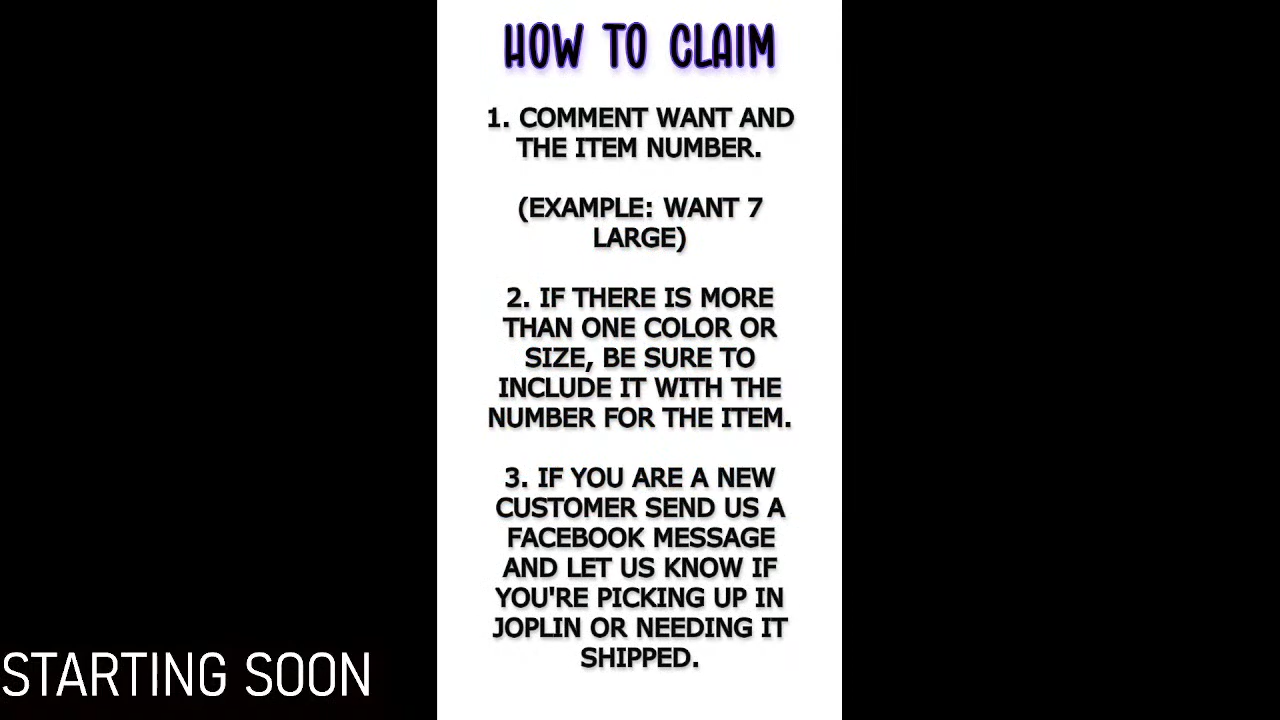 HOW TO CLAIM
1. COMMENT WANT AND
THE ITEM NUMBER.
(EXAMPLE: WANT 7
LARGE)
2. IF THERE IS MORE
THAN ONE COLOR OR
SIZE, BE SURE TO
INCLUDE IT WITH THE
NUMBER FOR THE ITEM.
3. IF YOU ARE A NEW
CUSTOMER SEND US A
FACEBOOK MESSAGE
AND LET US KNOW IF
YOU'RE PICKING UP IN
JOPLIN OR NEEDING IT
SHIPPED.
STARTING SOON